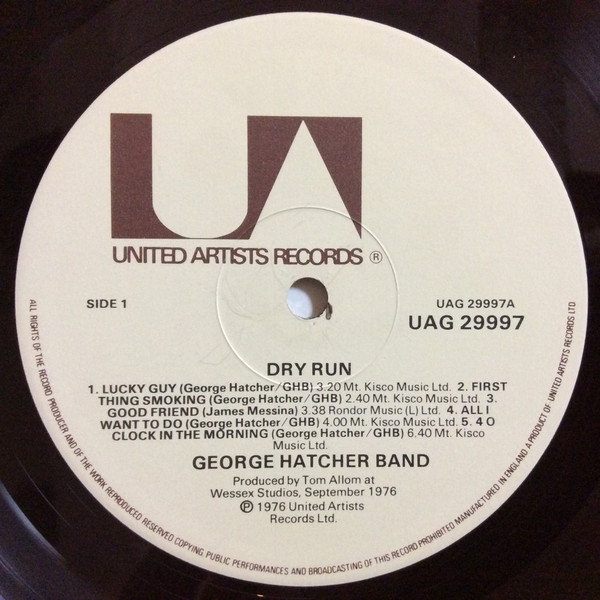 UA
UNITED ARTISTS RECORDS ®
SIDE 1
UAG 29997A
UAG 29997
DRY RUN
1. LUCKY GUY (George Hatcher/GHB) 3.20 Mt. Kisco Music Ltd. 2. FIRST
THING SMOKING (George Hatcher/GHB) 2.40 Mt. Kisco Music Ltd. 3.
GOOD FRIEND (James Messina) 3.38 Rondor Music (L) Ltd. 4. ALL I
WANT TO DO (George Hatcher/GHB) 4.00 Mt. Kisco Music Ltd. 5. 4 O
CLOCK IN THE MORNING (George Hatcher/GHB) 6.40 Mt. Kisco
Music Ltd.
GEORGE HATCHER BAND
Produced by Tom Allom at
Wessex Studios, September 1976
℗ 1976 United Artists
Records Ltd.
ALL RIGHTS OF THE RECORD PRODUCER AND OF THE WORK REPRODUCED RESERVED COPYING, PUBLIC PERFORMANCES AND BROADCASTING OF THIS RECORD PROHIBITED MANUFACTURED IN ENGLAND A PRODUCT OF UNITED ARTISTS RECORDS LTD